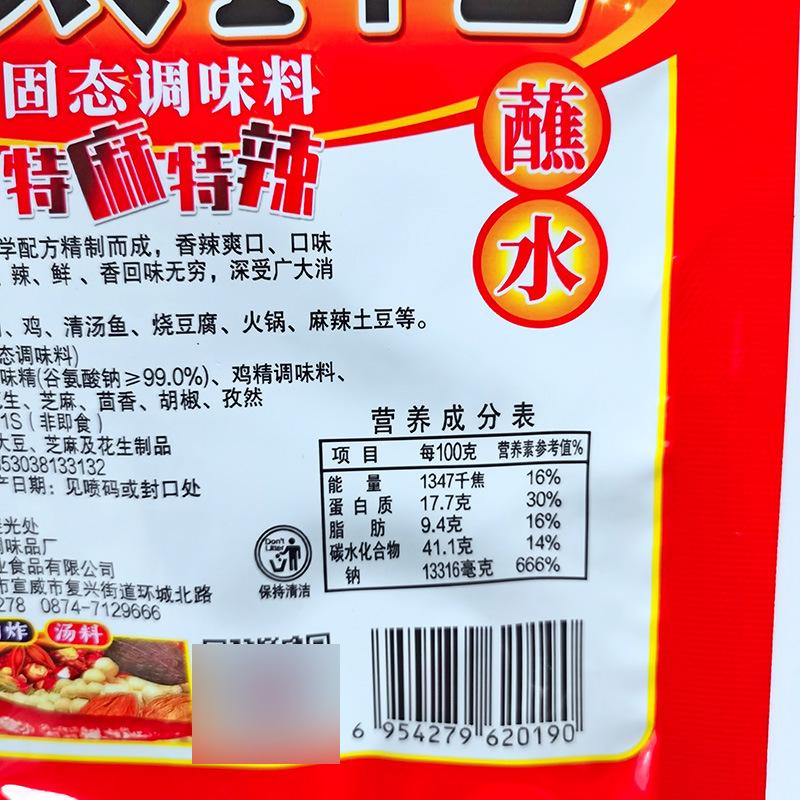 固态调味料
特麻特辣
蘸
水
学配方精制而成，香辣爽口、口味
辣、鲜、香回味无穷，深受广大消
、鸡、清汤鱼、烧豆腐、火锅、麻辣土豆等。
态调味料)
味精(谷氨酸钠≥99.0%)、鸡精调味料、
生、芝麻、茴香、胡椒、孜然
1S（非即食）
大豆、芝麻及花生制品
53038133132
产日期：见喷码或封口处
光处
调味品厂
业食品有限公司
市宣威市复兴街道环城北路
278 0874-7129666
炸 汤料
营养成分表
项目 每100克 营养素参考值%
能量 1347千焦 16%
蛋白质 17.7克 30%
脂肪 9.4克 16%
碳水化合物 41.1克 14%
钠 13316毫克 666%
Don't Litter
保持清洁
6 954279 620190